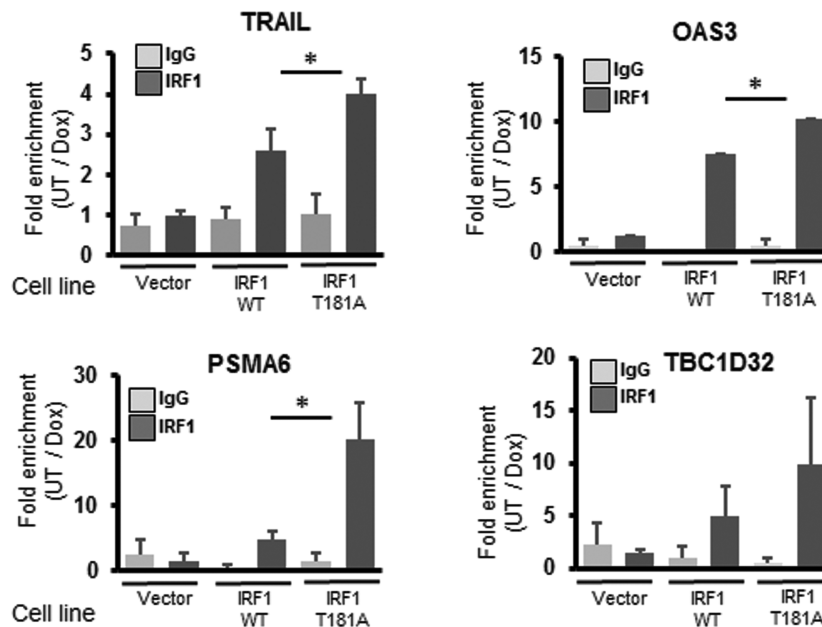 TRAIL
IgG
IRF1
Fold enrichment
(UT / Dox)
5
4
3
2
1
0
Cell line
Vector
IRF1
WT
IRF1
T181A
OAS3
IgG
IRF1
Fold enrichment
(UT / Dox)
15
10
5
0
*
*
Vector
IRF1
WT
IRF1
T181A
PSMA6
IgG
IRF1
Fold enrichment
(UT / Dox)
30
20
10
0
*
Cell line
Vector
IRF1
WT
IRF1
T181A
TBC1D32
IgG
IRF1
Fold enrichment
(UT / Dox)
20
15
10
5
0
Vector
IRF1
WT
IRF1
T181A